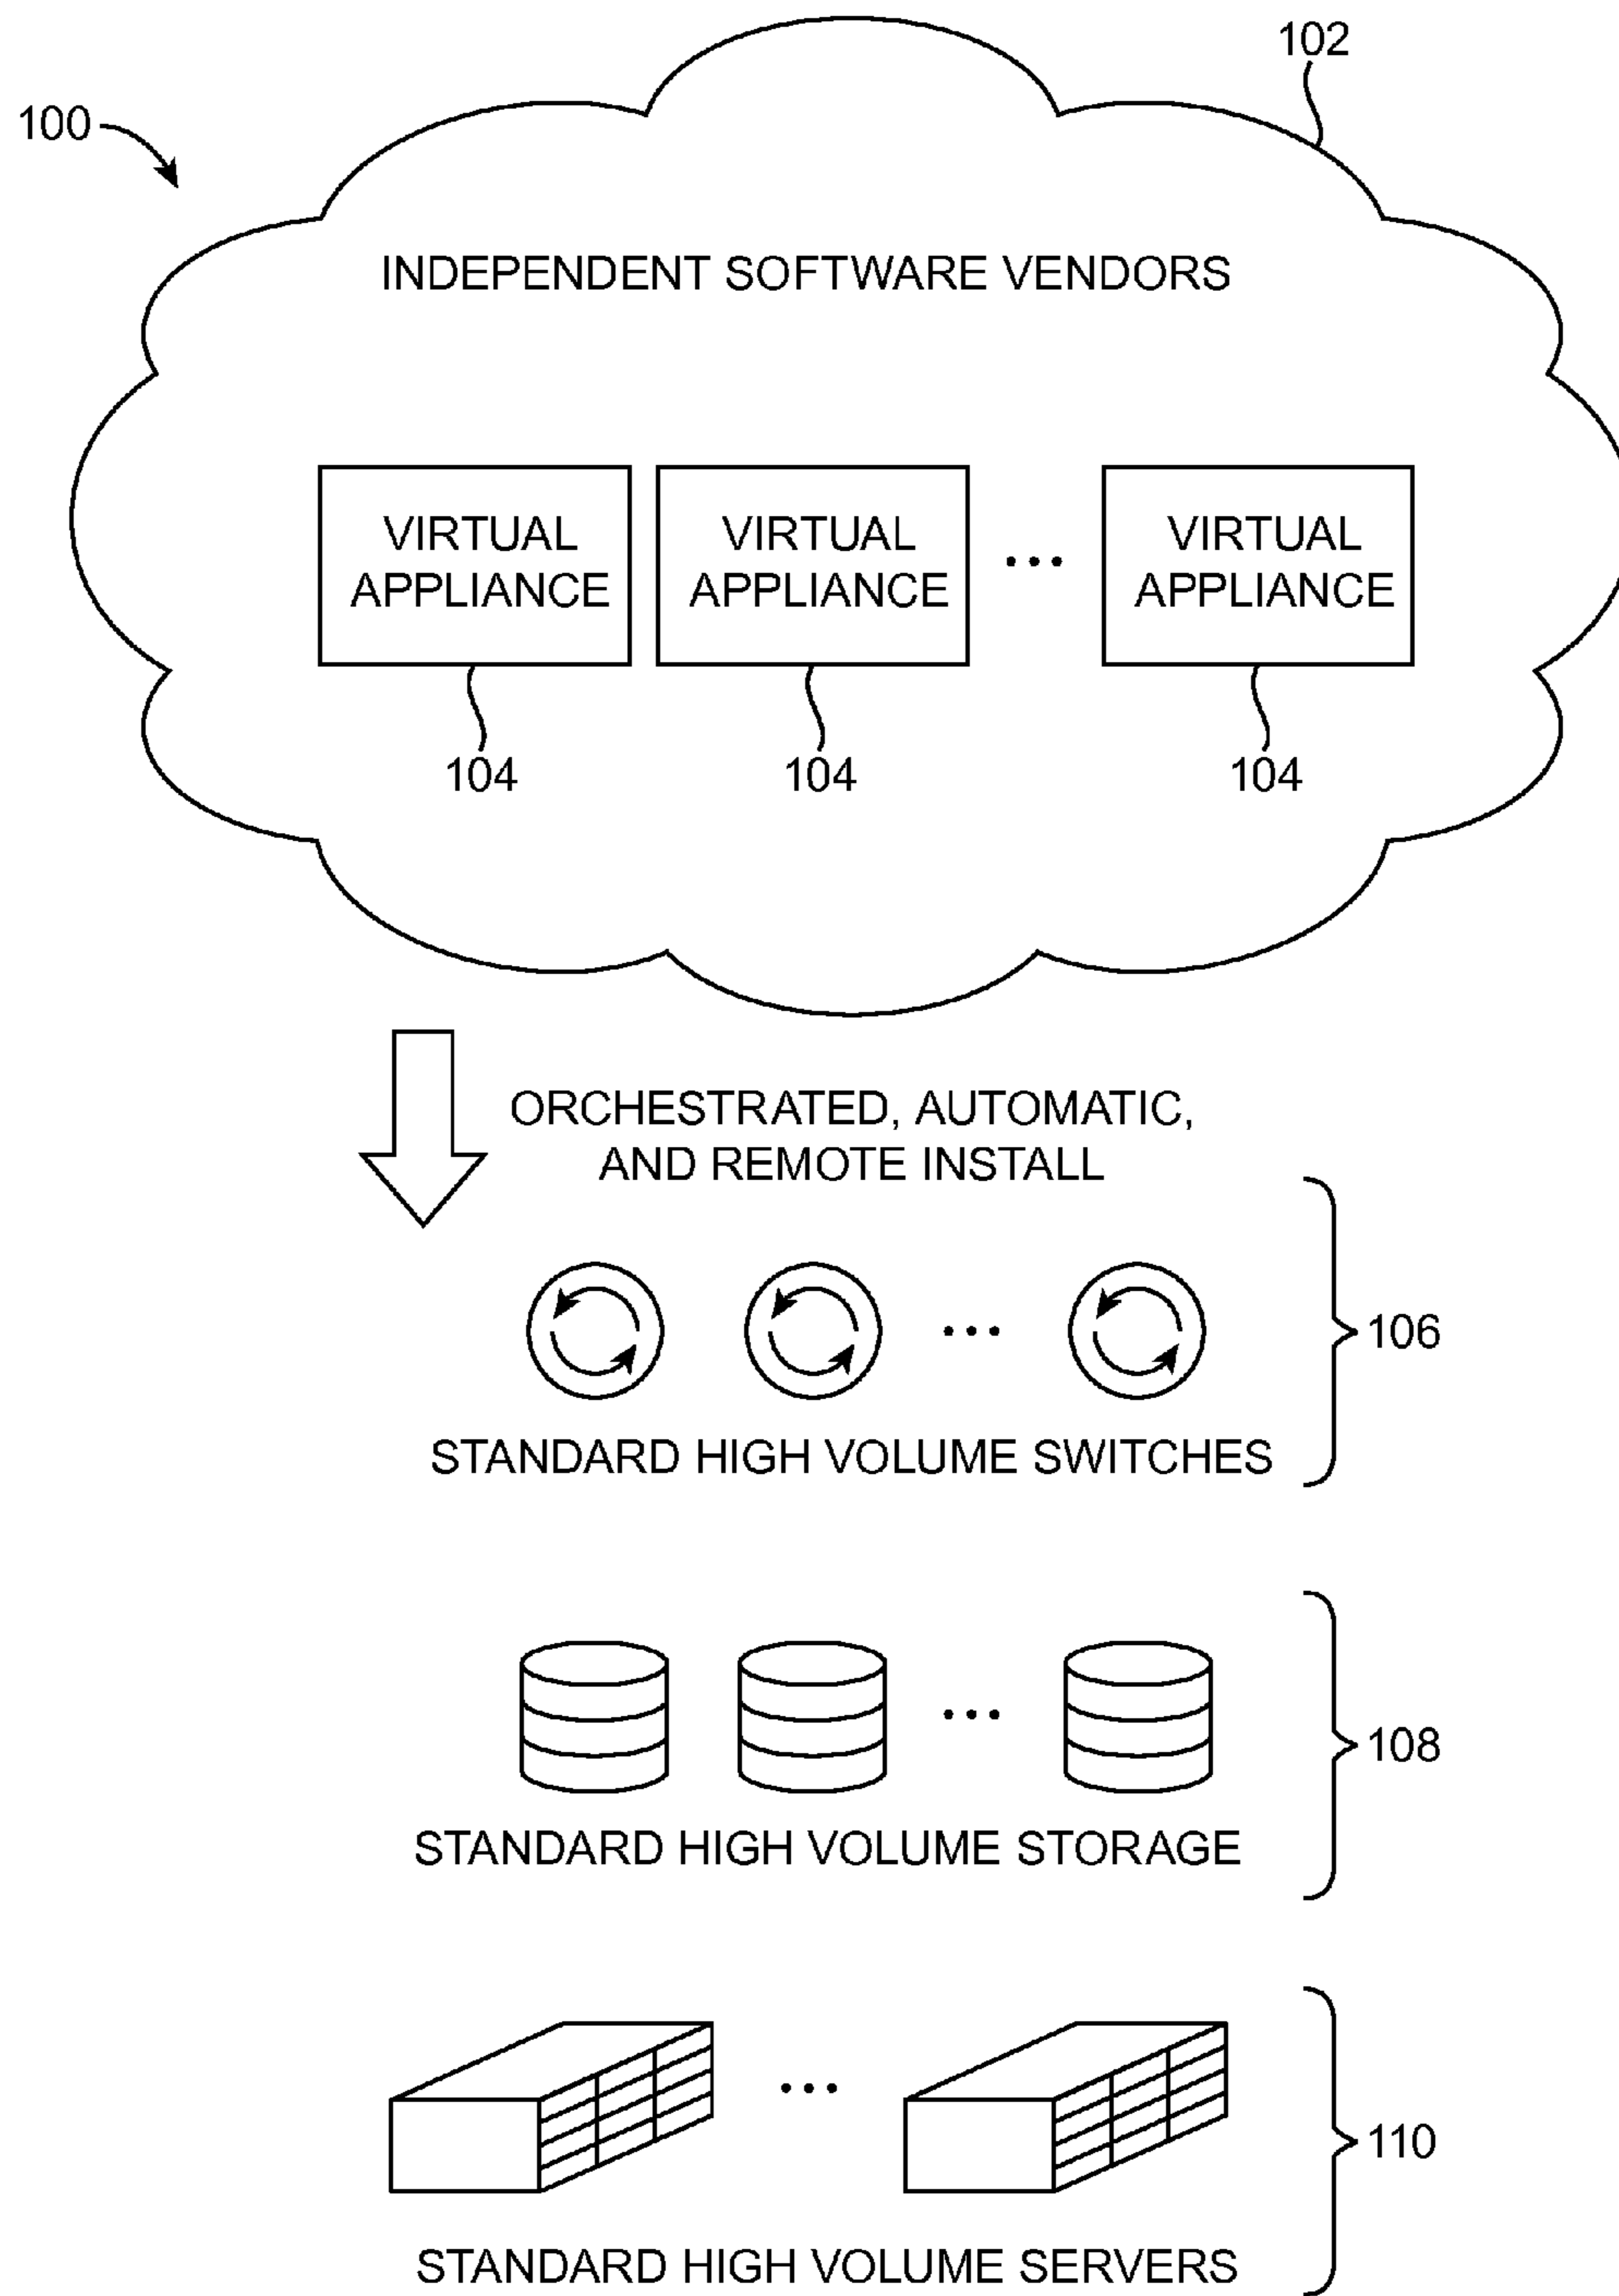 102
100
INDEPENDENT SOFTWARE VENDORS
VIRTUAL
APPLIANCE
VIRTUAL
APPLIANCE
...
VIRTUAL
APPLIANCE
104
104
104
ORCHESTRATED, AUTOMATIC,
AND REMOTE INSTALL
...
106
STANDARD HIGH VOLUME SWITCHES
...
108
STANDARD HIGH VOLUME STORAGE
...
110
STANDARD HIGH VOLUME SERVERS